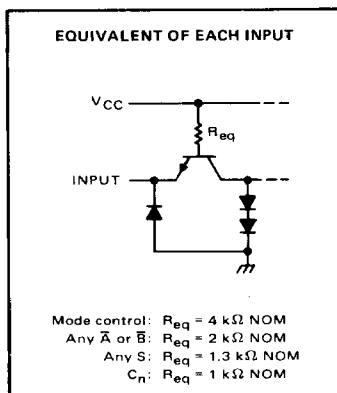 EQUIVALENT OF EACH INPUT
VCC
Req
INPUT
Mode control: Req = 4 kΩ NOM
Any A̅ or B̅: Req = 2 kΩ NOM
Any S: Req = 1.3 kΩ NOM
Cn: Req = 1 kΩ NOM